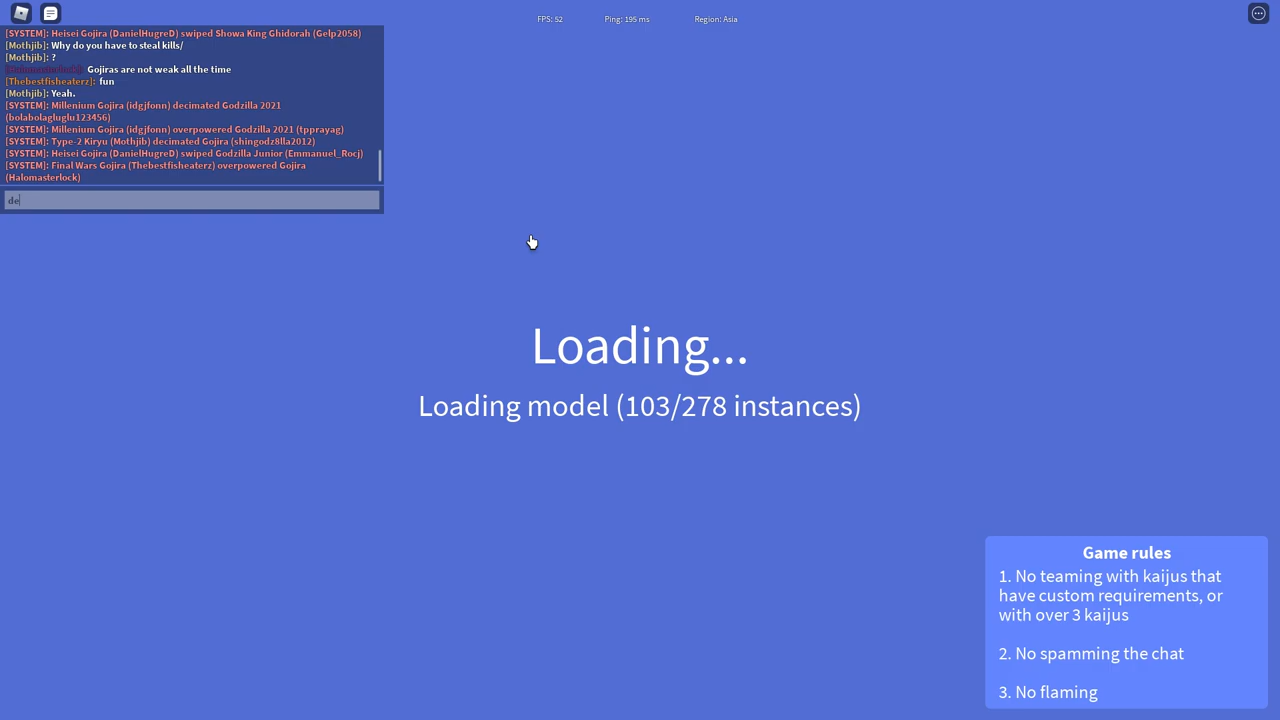 FPS: 52 Ping: 195 ms Region: Asia
[SYSTEM]: Heisei Gojira (DanielHugreD) swiped Showa King Ghidorah (Gelp2058)
[Mothjib]: Why do you have to steal kills/
[Mothjib]: ?
Gojiras are not weak all the time
[Thebestfisheaterz]: fun
[Mothjib]: Yeah.
[SYSTEM]: Millenium Gojira (idgjfonn) decimated Godzilla 2021
(bolabolagluglu123456)
[SYSTEM]: Millenium Gojira (idgjfonn) overpowered Godzilla 2021 (tpprayag)
[SYSTEM]: Type-2 Kiryu (Mothjib) decimated Gojira (shingodz8lla2012)
[SYSTEM]: Heisei Gojira (DanielHugreD) swiped Godzilla Junior (Emmanuel_Rocj)
[SYSTEM]: Final Wars Gojira (Thebestfisheaterz) overpowered Gojira
(Halomasterlock)
de
Loading...
Loading model (103/278 instances)
Game rules
1. No teaming with kaijus that
have custom requirements, or
with over 3 kaijus
2. No spamming the chat
3. No flaming